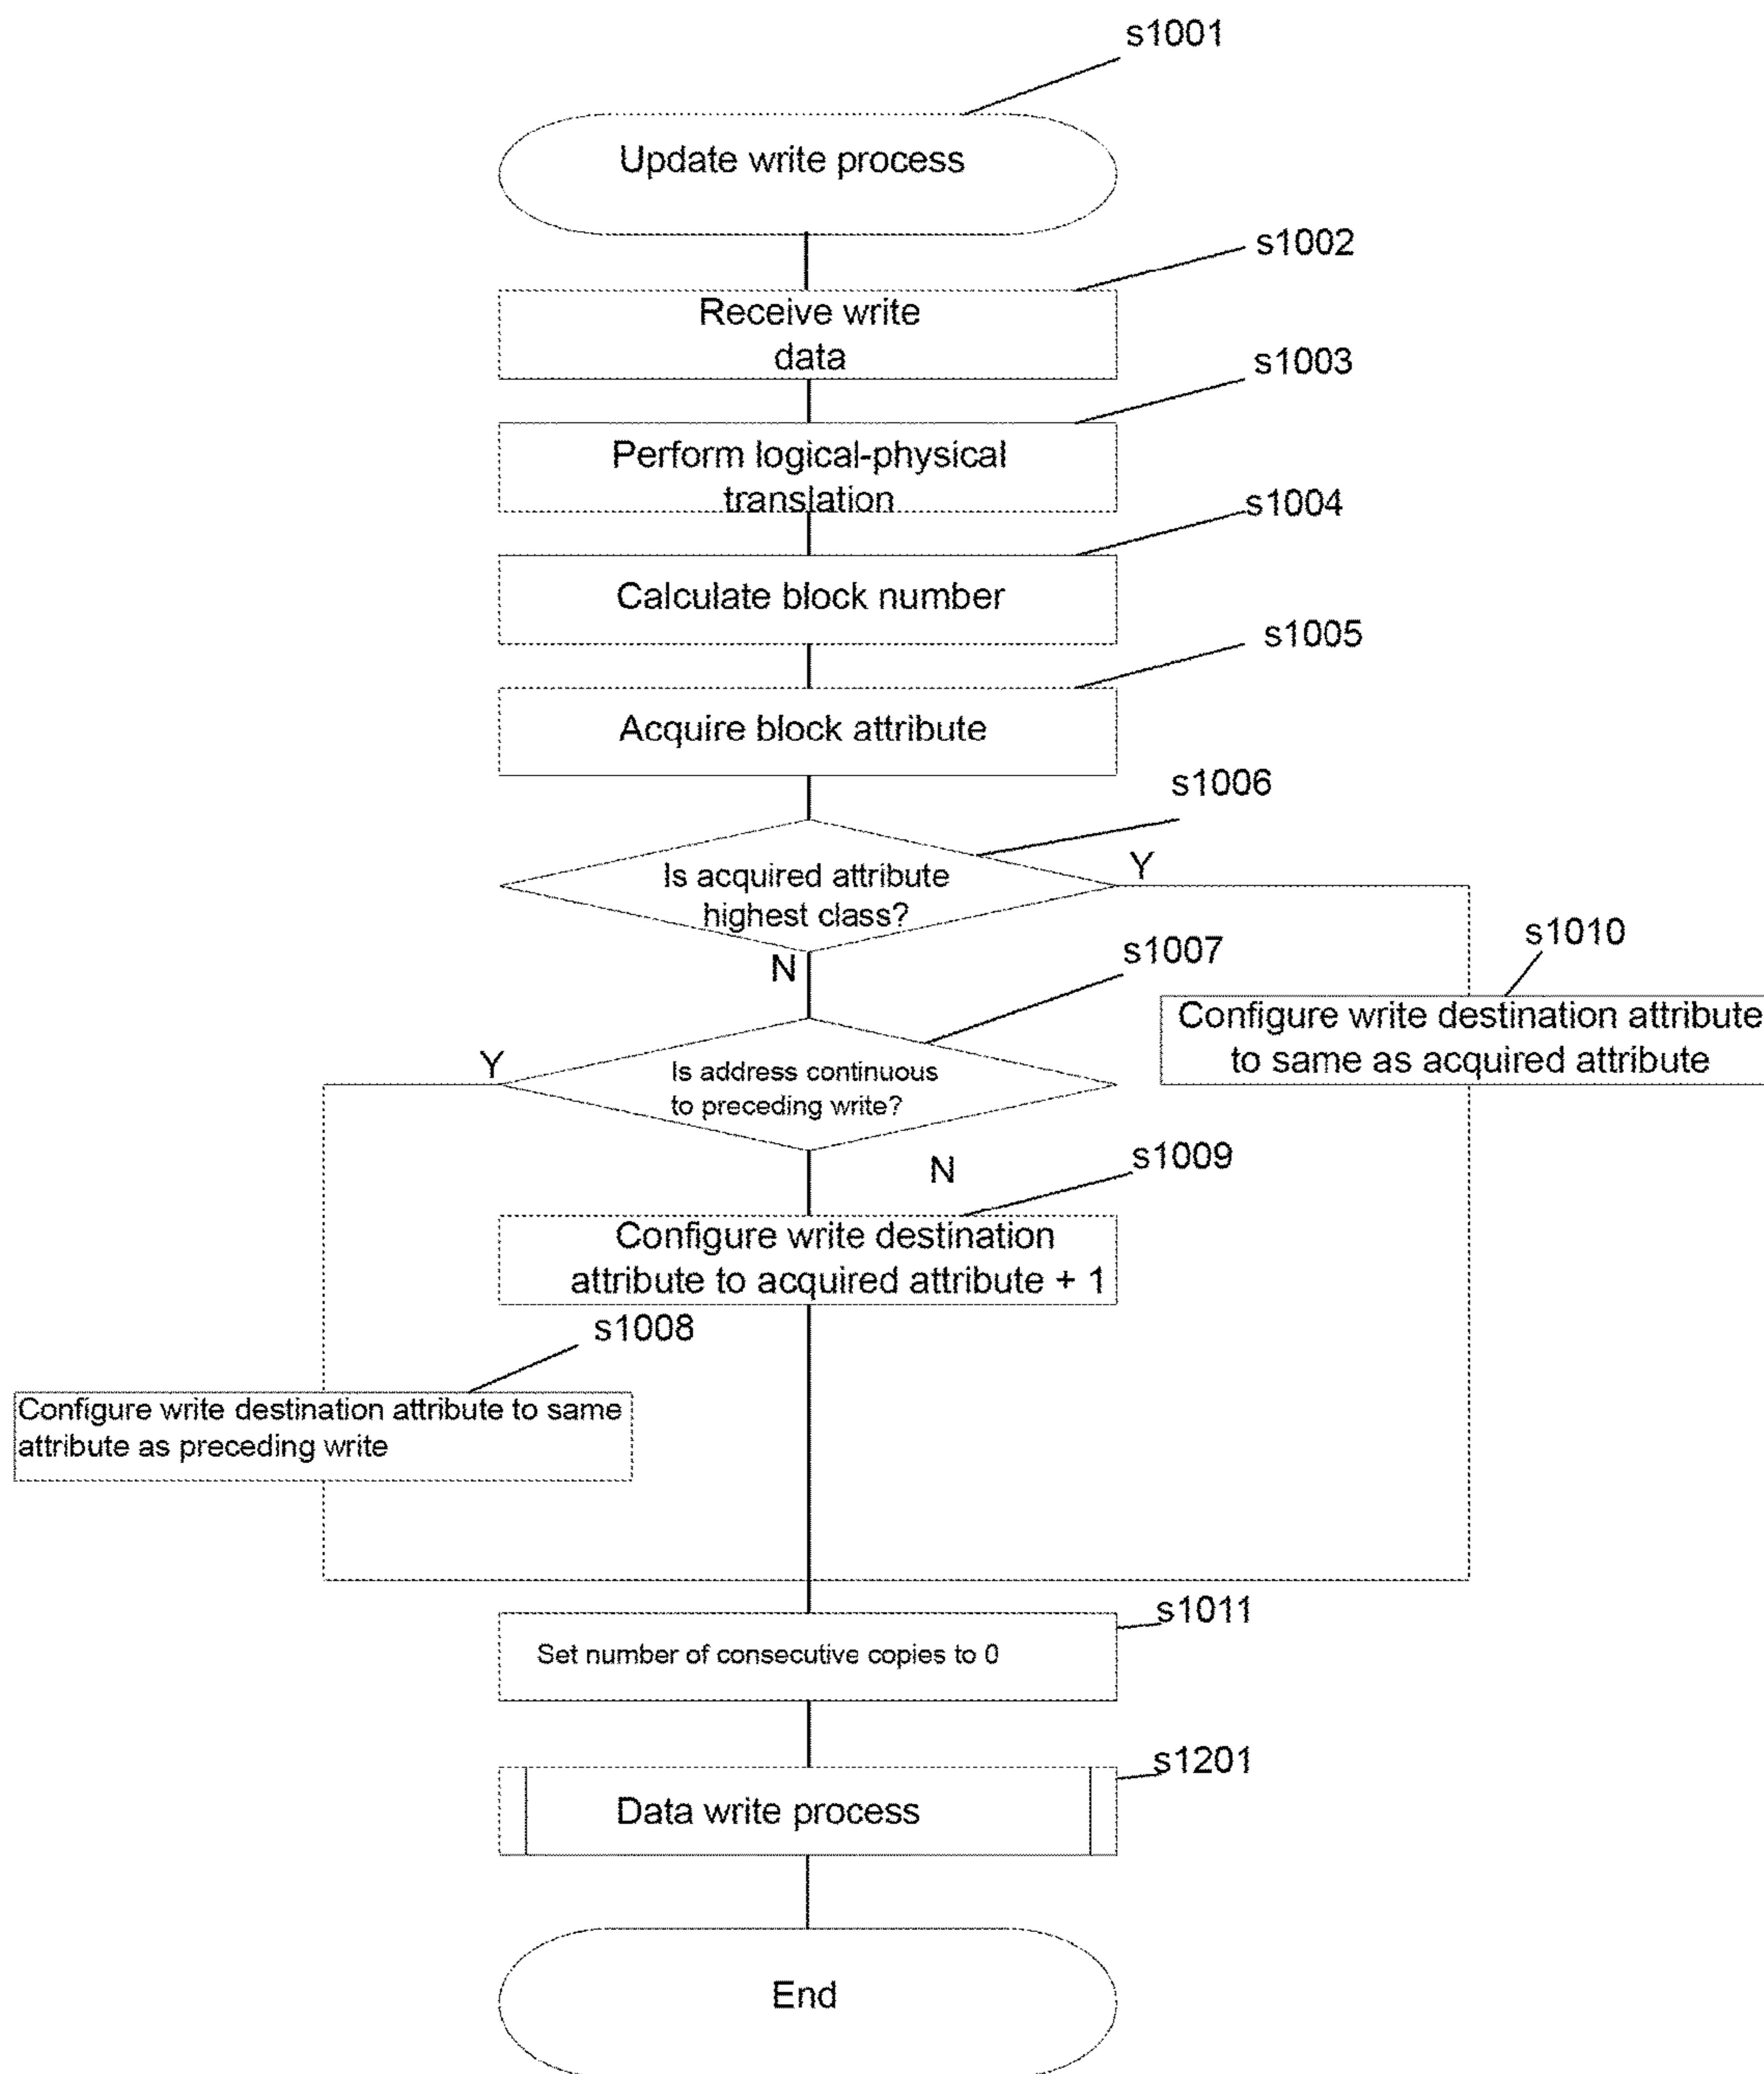 s1001
Update write process
s1002
Receive write
data
s1003
Perform logical-physical
translation
s1004
Calculate block number
s1005
Acquire block attribute
s1006
Is acquired attribute
highest class?
Y
N
s1010
Configure write destination attribute
to same as acquired attribute
s1007
Is address continuous
to preceding write?
Y
N
s1009
Configure write destination
attribute to acquired attribute + 1
s1008
Configure write destination attribute to same
attribute as preceding write
s1011
Set number of consecutive copies to 0
s1201
Data write process
End